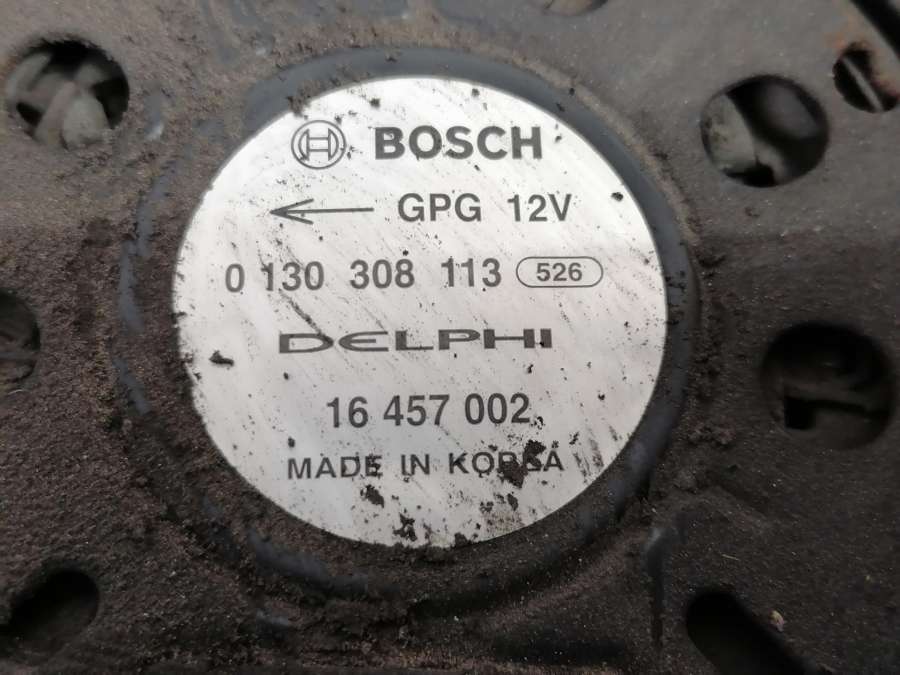 BOSCH
GPG 12V
0 130 308 113 526
DELPHI
16 457 002
MADE IN KOREA